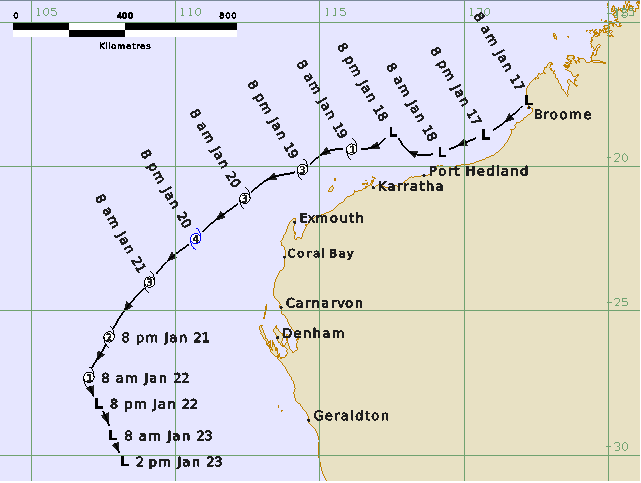 105
110
115
120
125
0
400
800
Kilometres
8 am Jan 17
8 pm Jan 17
8 am Jan 18
8 pm Jan 18
8 am Jan 19
8 pm Jan 19
8 am Jan 20
8 pm Jan 20
8 am Jan 21
L
L
L
L
1
3
3
4
3
Broome
Port Hedland
Karratha
Exmouth
Coral Bay
Carnarvon
Denham
Geraldton
20
25
30
2 8 pm Jan 21
1 8 am Jan 22
L 8 pm Jan 22
L 8 am Jan 23
L 2 pm Jan 23